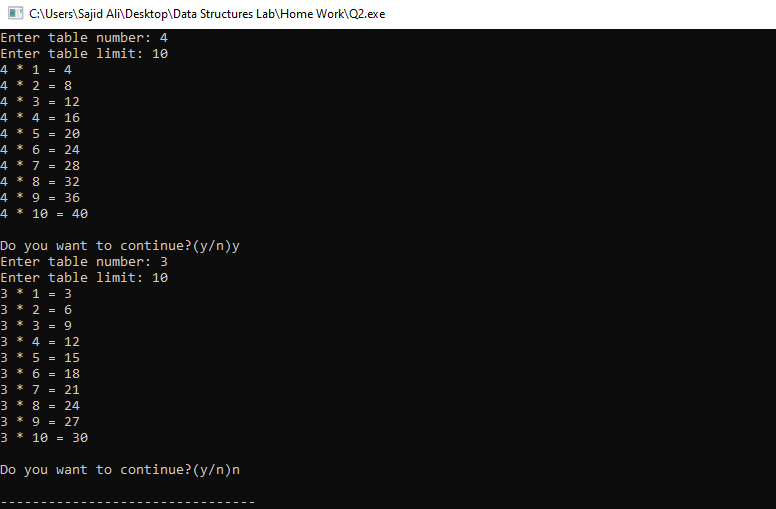 C:\Users\Sajid Ali\Desktop\Data Structures Lab\Home Work\Q2.exe
Enter table number: 4
Enter table limit: 10
4 * 1 = 4
4 * 2 = 8
4 * 3 = 12
4 * 4 = 16
4 * 5 = 20
4 * 6 = 24
4 * 7 = 28
4 * 8 = 32
4 * 9 = 36
4 * 10 = 40
Do you want to continue?(y/n)y
Enter table number: 3
Enter table limit: 10
3 * 1 = 3
3 * 2 = 6
3 * 3 = 9
3 * 4 = 12
3 * 5 = 15
3 * 6 = 18
3 * 7 = 21
3 * 8 = 24
3 * 9 = 27
3 * 10 = 30
Do you want to continue?(y/n)n
--------------------------------